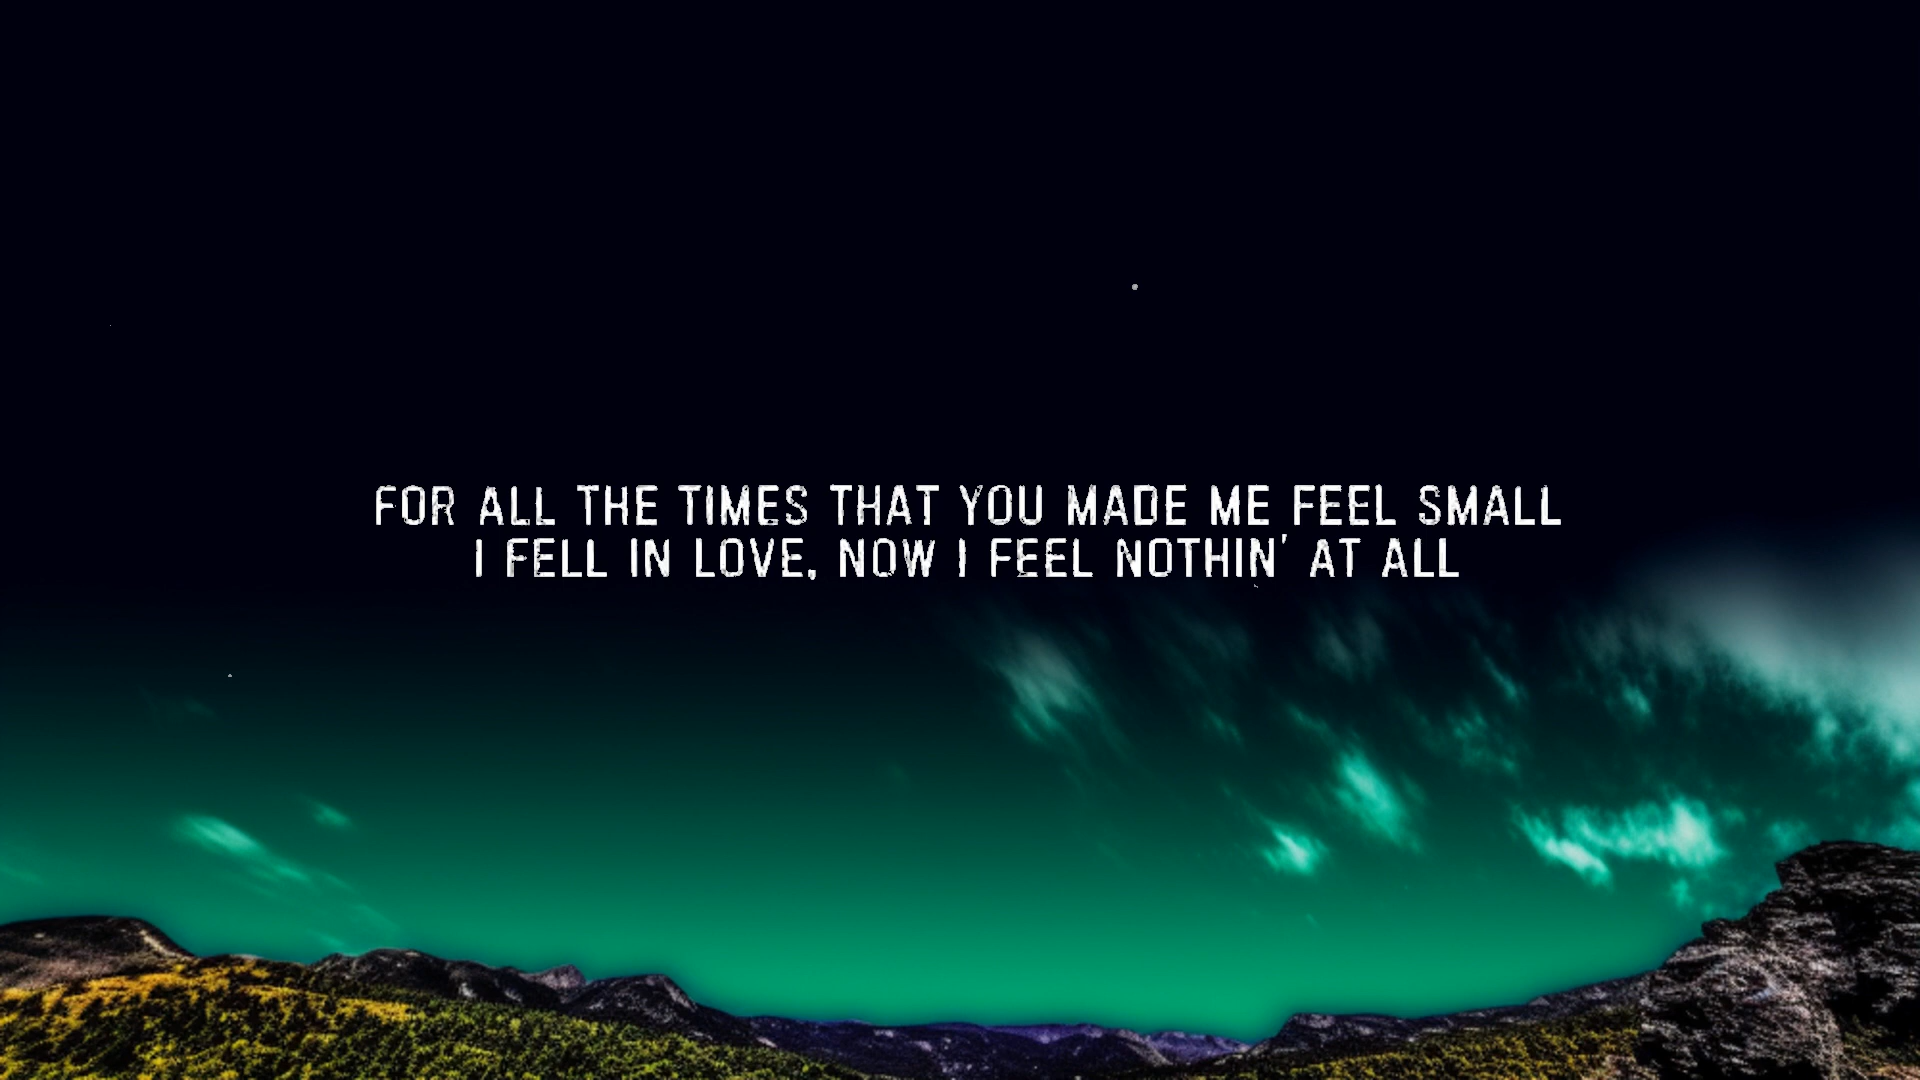 FOR ALL THE TIMES THAT YOU MADE ME FEEL SMALL
I FELL IN LOVE, NOW I FEEL NOTHIN' AT ALL